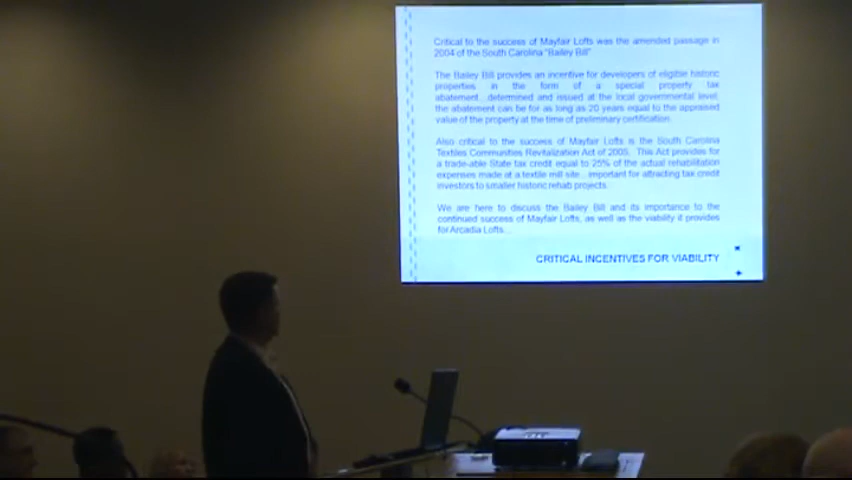 Critical to the success of Mayfair Lofts was the amended passage in
2004 of the South Carolina "Bailey Bill"
The Bailey Bill provides an incentive for developers of eligible historic
properties in the form of a special property tax
abatement...determined and issued at the local governmental level;
the abatement can be for as long as 20 years equal to the appraised
value of the property at the time of preliminary certification.
Also critical to the success of Mayfair Lofts is the South Carolina
Textiles Communities Revitalization Act of 2005. This Act provides for
a trade-able State tax credit equal to 25% of the actual rehabilitation
expenses made at a textile mill site... important for attracting tax credit
investors to smaller historic rehab projects.
We are here to discuss the Bailey Bill and its importance to the
continued success of Mayfair Lofts, as well as the viability it provides
for Arcadia Lofts...
CRITICAL INCENTIVES FOR VIABILITY